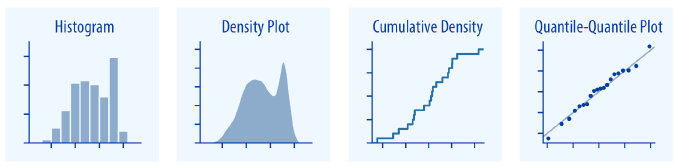 Histogram
Density Plot
Cumulative Density
Quantile-Quantile Plot